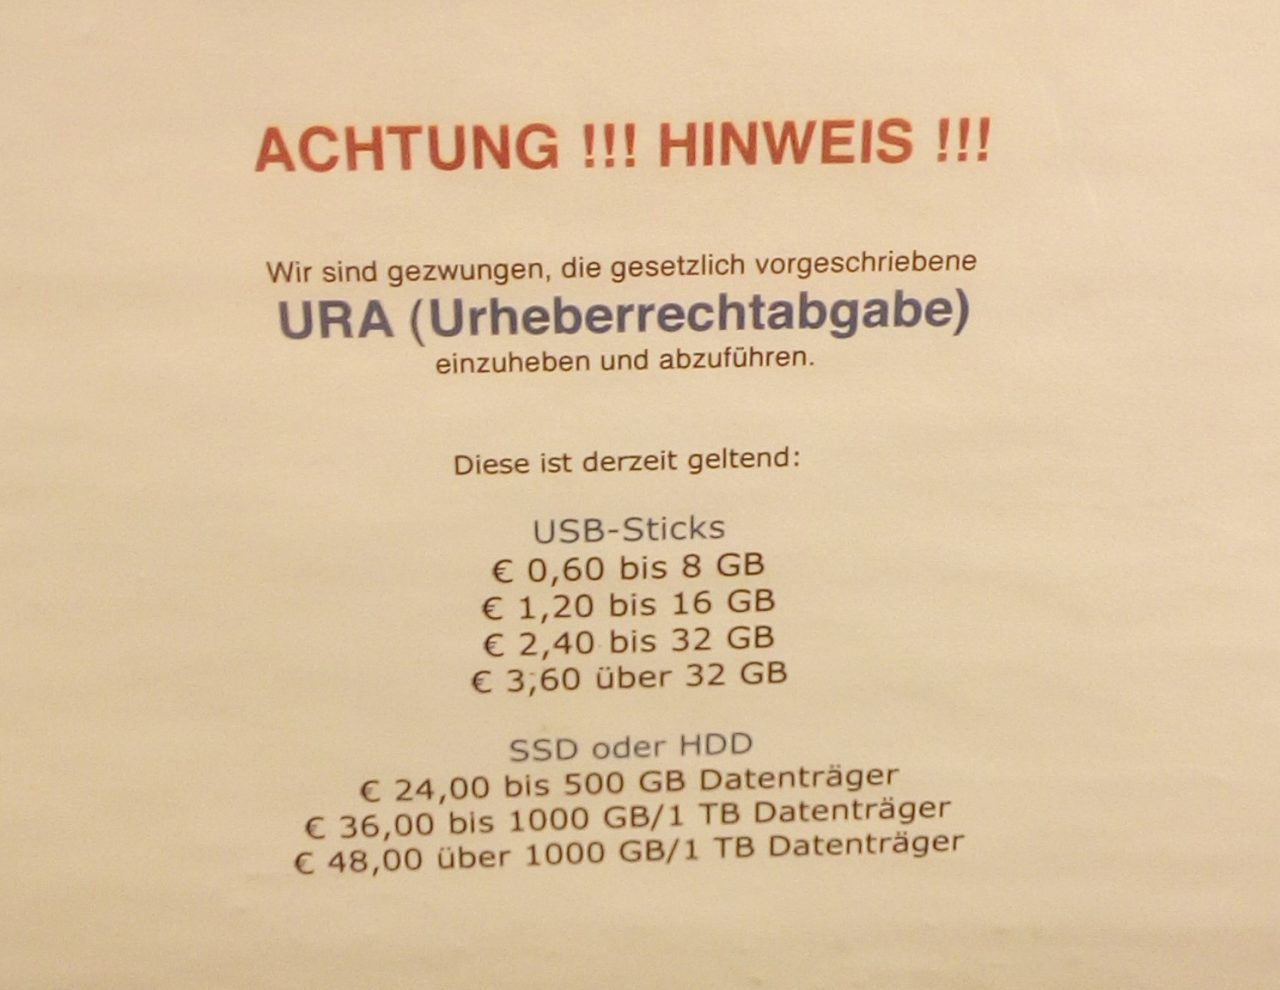 ACHTUNG !!! HINWEIS !!!
Wir sind gezwungen, die gesetzlich vorgeschriebene
URA (Urheberrechtabgabe)
einzuheben und abzuführen.
Diese ist derzeit geltend:
USB-Sticks
€ 0,60 bis 8 GB
€ 1,20 bis 16 GB
€ 2,40 bis 32 GB
€ 3,60 über 32 GB
SSD oder HDD
€ 24,00 bis 500 GB Datenträger
€ 36,00 bis 1000 GB/1 TB Datenträger
€ 48,00 über 1000 GB/1 TB Datenträger